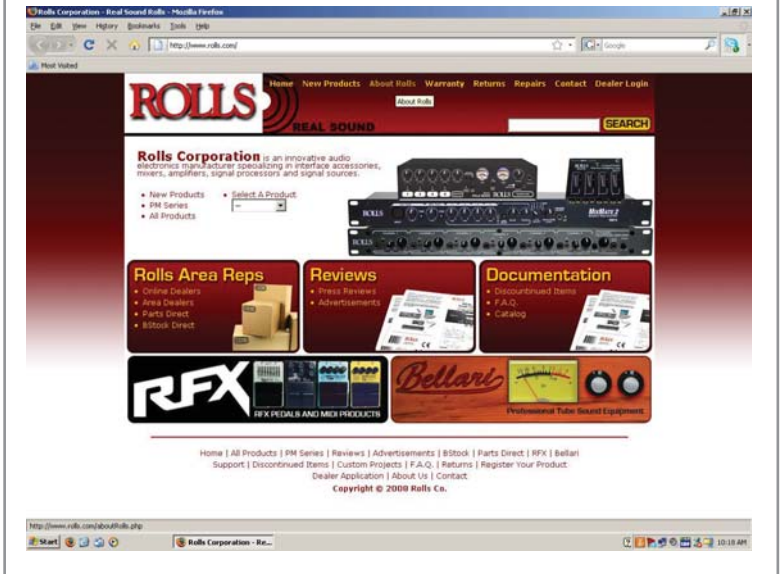 Rolls Corporation - Real Sound Rolls - Mozilla Firefox
File Edit View History Bookmarks Tools Help
http://www.rolls.com/
Google
Most Visited
Home New Products About Rolls Warranty Returns Repairs Contact Dealer Login
About Rolls
ROLLS
REAL SOUND
SEARCH
Rolls Corporation is an innovative audio
electronics manufacturer specializing in interface accessories,
mixers, amplifiers, signal processors and signal sources.
• New Products
• PM Series
• All Products
• Select A Product
--
ROLLS
MixMate 2
ROLLS
Rolls Area Reps
• Online Dealers
• Area Dealers
• Parts Direct
• BStock Direct
Reviews
• Press Reviews
• Advertisements
Documentation
• Discountinued Items
• F.A.Q.
• Catalog
RFX
RFX PEDALS AND MIDI PRODUCTS
Bellari
Professional Tube Sound Equipment
Home | All Products | PM Series | Reviews | Advertisements | BStock | Parts Direct | RFX | Bellari
Support | Discontinued Items | Custom Projects | F.A.Q. | Returns | Register Your Product
Dealer Application | About Us | Contact
Copyright © 2008 Rolls Co.
http://www.rolls.com/aboutRolls.php
Start
Rolls Corporation - Re...
10:18 AM